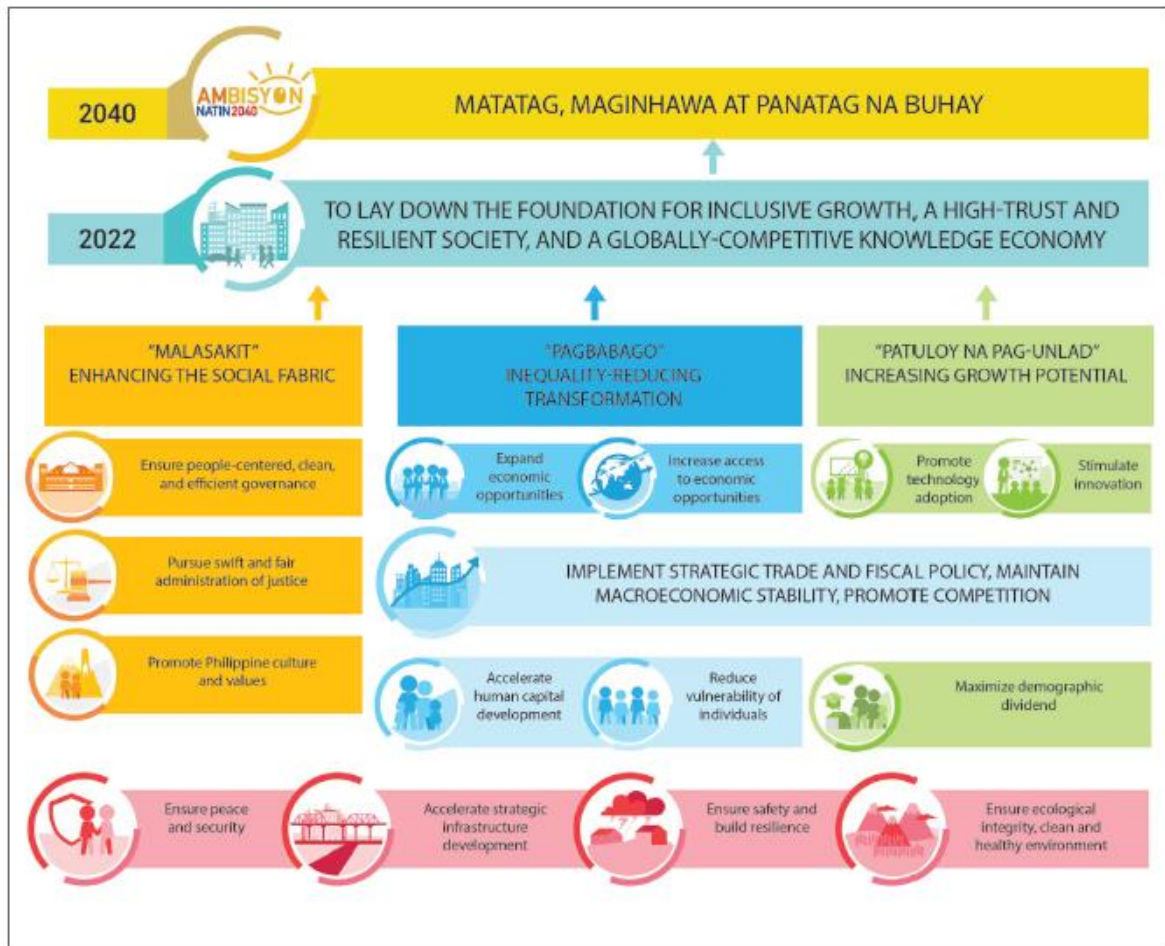 2040
AMBISYON
NATIN2040
MATATAG, MAGINHAWA AT PANATAG NA BUHAY
2022
TO LAY DOWN THE FOUNDATION FOR INCLUSIVE GROWTH, A HIGH-TRUST AND
RESILIENT SOCIETY, AND A GLOBALLY-COMPETITIVE KNOWLEDGE ECONOMY
"MALASAKIT"
ENHANCING THE SOCIAL FABRIC
"PAGBABAGO"
INEQUALITY-REDUCING
TRANSFORMATION
"PATULOY NA PAG-UNLAD"
INCREASING GROWTH POTENTIAL
Ensure people-centered, clean,
and efficient governance
Pursue swift and fair
administration of justice
Promote Philippine culture
and values
Expand
economic
opportunities
Increase access
to economic
opportunities
Promote
technology
adoption
Stimulate
innovation
IMPLEMENT STRATEGIC TRADE AND FISCAL POLICY, MAINTAIN
MACROECONOMIC STABILITY, PROMOTE COMPETITION
Accelerate
human capital
development
Reduce
vulnerability of
individuals
Maximize demographic
dividend
Ensure peace
and security
Accelerate strategic
infrastructure
development
Ensure safety and
build resilience
Ensure ecological
integrity, clean and
healthy environment